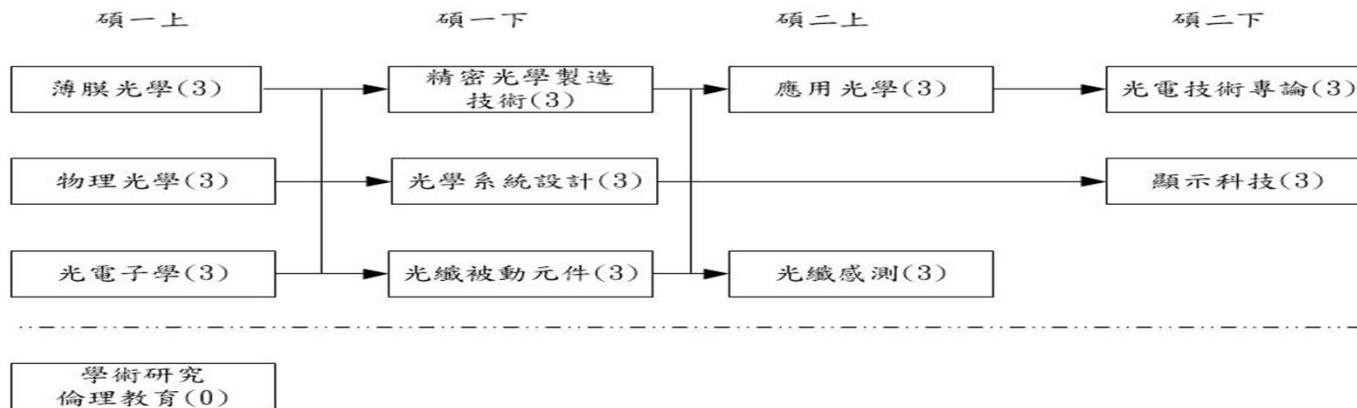 碩一上 碩一下 碩二上 碩二下
薄膜光學(3)
精密光學製造
技術(3)
應用光學(3)
光電技術專論(3)
物理光學(3)
光學系統設計(3)
顯示科技(3)
光電子學(3)
光纖被動元件(3)
光纖感測(3)
學術研究
倫理教育(0)